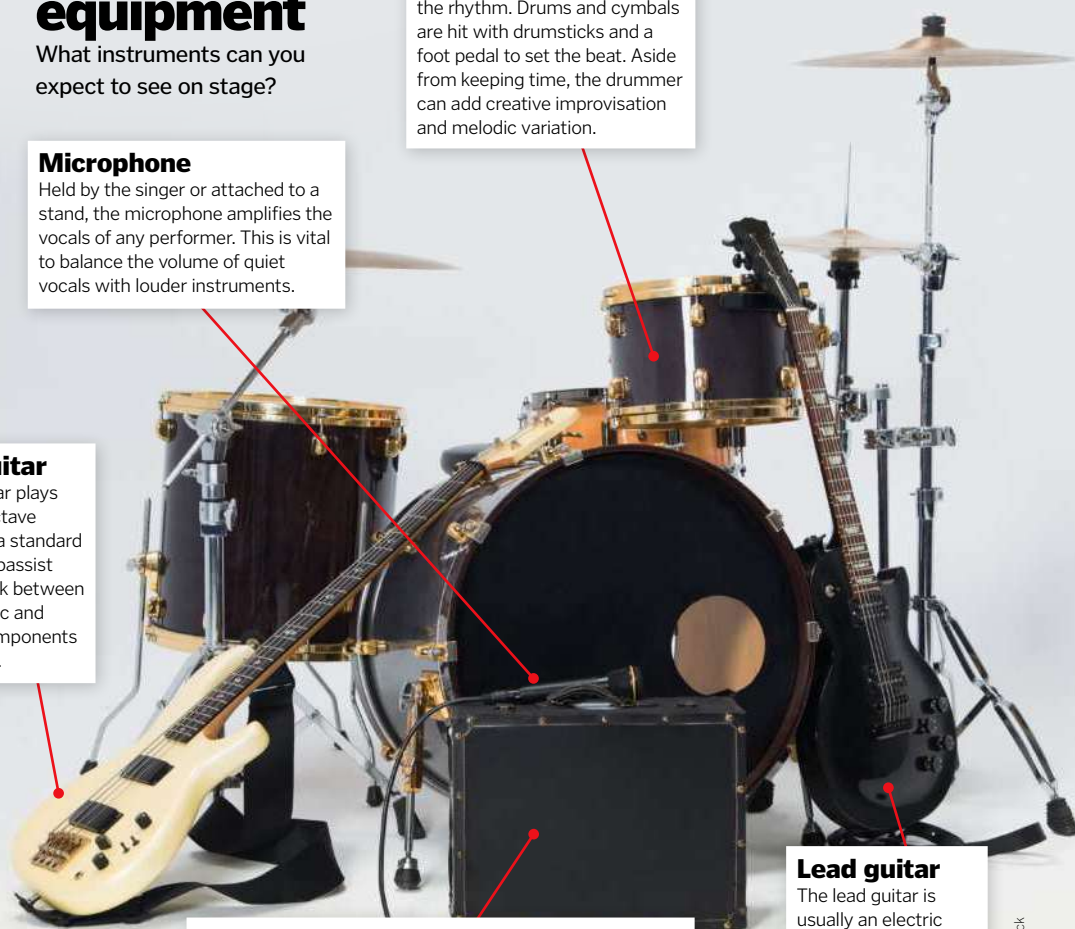 equipment
What instruments can you
expect to see on stage?
the rhythm. Drums and cymbals
are hit with drumsticks and a
foot pedal to set the beat. Aside
from keeping time, the drummer
can add creative improvisation
and melodic variation.
Microphone
Held by the singer or attached to a
stand, the microphone amplifies the
vocals of any performer. This is vital
to balance the volume of quiet
vocals with louder instruments.
plays
a standard
bassist
between
and
Lead guitar
The lead guitar is
usually an electric